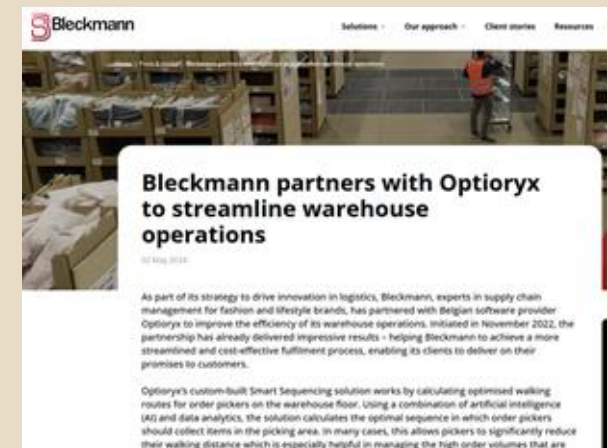 Bleckmann
Solutions Our approach Client stories Resources
Bleckmann partners with Optioryx
to streamline warehouse
operations
02 May 2024
As part of its strategy to drive innovation in logistics, Bleckmann, experts in supply chain
management for fashion and lifestyle brands, has partnered with Belgian software provider
Optioryx to improve the efficiency of its warehouse operations. Initiated in November 2022, the
partnership has already delivered impressive results – helping Bleckmann to achieve a more
streamlined and cost-effective fulfilment process, enabling its clients to deliver on their
promises to customers.
Optioryx's custom-built Smart Sequencing solution works by calculating optimised walking
routes for order pickers on the warehouse floor. Using a combination of artificial intelligence
(AI) and data analytics, the solution calculates the optimal sequence in which order pickers
should collect items in the picking area. In many cases, this allows pickers to significantly reduce
their walking distance which is especially helpful in managing the high order volumes that are